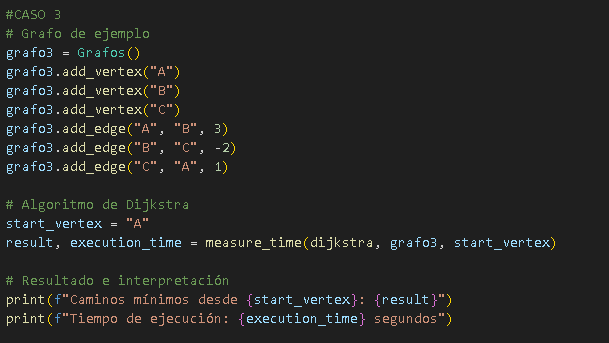 #CASO 3
# Grafo de ejemplo
grafo3 = Grafos()
grafo3.add_vertex("A")
grafo3.add_vertex("B")
grafo3.add_vertex("C")
grafo3.add_edge("A", "B", 3)
grafo3.add_edge("B", "C", -2)
grafo3.add_edge("C", "A", 1)
# Algoritmo de Dijkstra
start_vertex = "A"
result, execution_time = measure_time(dijkstra, grafo3, start_vertex)
# Resultado e interpretación
print(f"Caminos mínimos desde {start_vertex}: {result}")
print(f"Tiempo de ejecución: {execution_time} segundos")